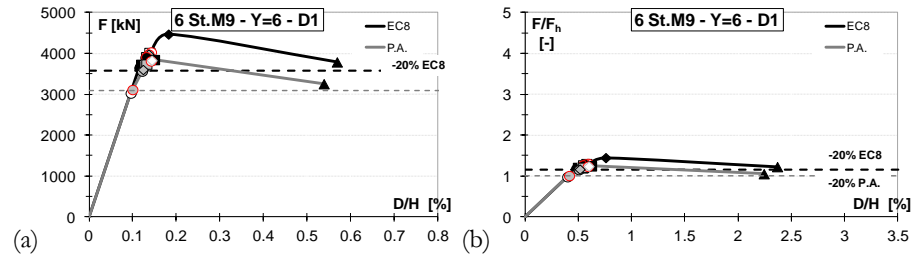 F [kN]
6 St.M9 - Y=6 - D1
EC8
P.A.
-20% EC8
5000
4000
3000
2000
1000
0
0
0.1
0.2
0.3
0.4
0.5
0.6
0.7
0.8
D/H [%]
(a)
F/Fh
[-]
6 St.M9 - Y=6 - D1
EC8
P.A.
-20% EC8
-20% P.A.
5
4
3
2
1
0
0
0.5
1
1.5
2
2.5
3
3.5
D/H [%]
(b)